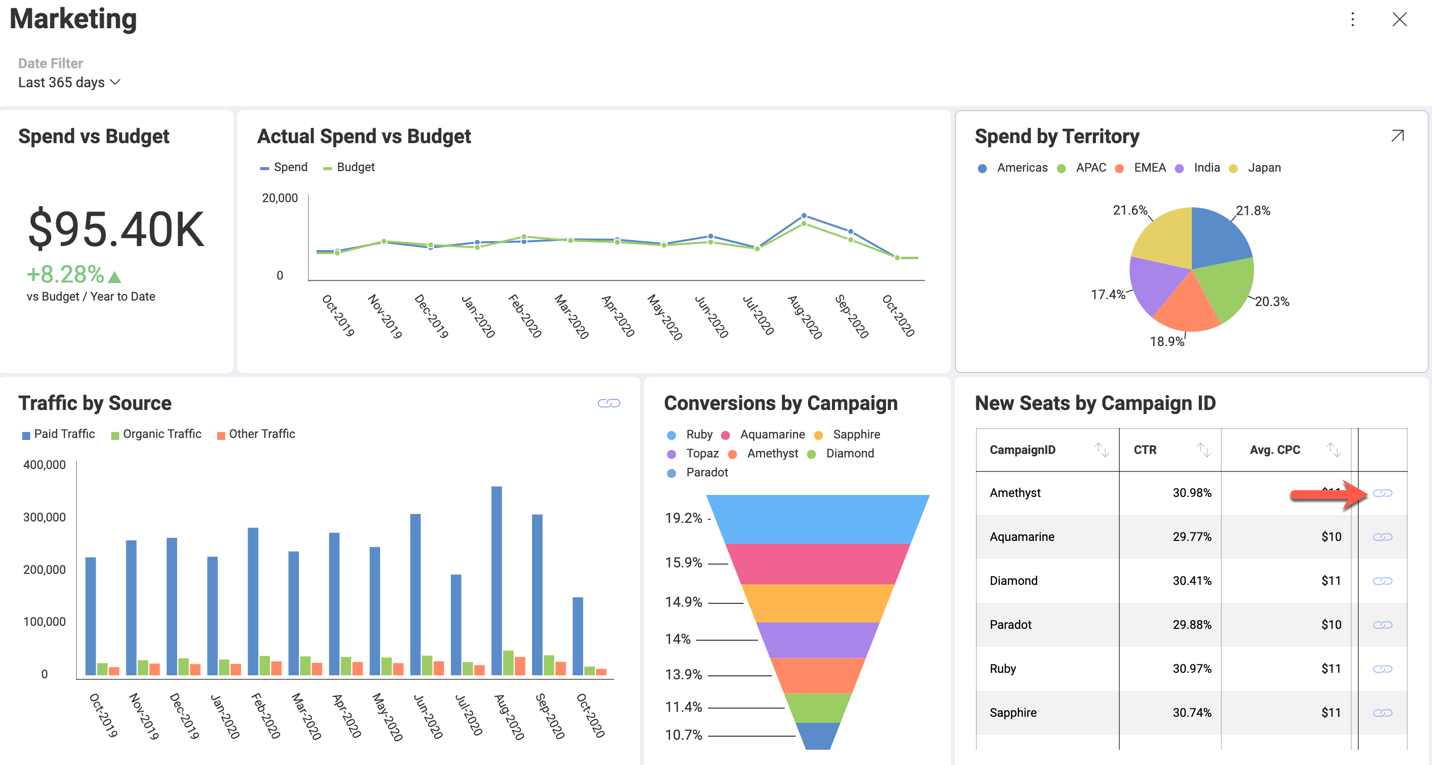 Marketing
Date Filter
Last 365 days
Spend vs Budget
$95.40K
+8.28%
vs Budget / Year to Date
Actual Spend vs Budget
Spend Budget
20,000
0
Oct-2019 Nov-2019 Dec-2019 Jan-2020 Feb-2020 Mar-2020 Apr-2020 May-2020 Jun-2020 Jul-2020 Aug-2020 Sep-2020 Oct-2020
Spend by Territory
Americas APAC EMEA India Japan
21.6% 21.8%
17.4% 20.3%
18.9%
Traffic by Source
Paid Traffic Organic Traffic Other Traffic
400,000
300,000
200,000
100,000
0
Oct-2019 Nov-2019 Dec-2019 Jan-2020 Feb-2020 Mar-2020 Apr-2020 May-2020 Jun-2020 Jul-2020 Aug-2020 Sep-2020 Oct-2020
Conversions by Campaign
Ruby Aquamarine Sapphire
Topaz Amethyst Diamond
Paradot
19.2%
15.9%
14.9%
14%
13.9%
11.4%
10.7%
New Seats by Campaign ID
CampaignID CTR Avg. CPC
Amethyst 30.98% $11
Aquamarine 29.77% $10
Diamond 30.41% $11
Paradot 29.88% $10
Ruby 30.97% $11
Sapphire 30.74% $11